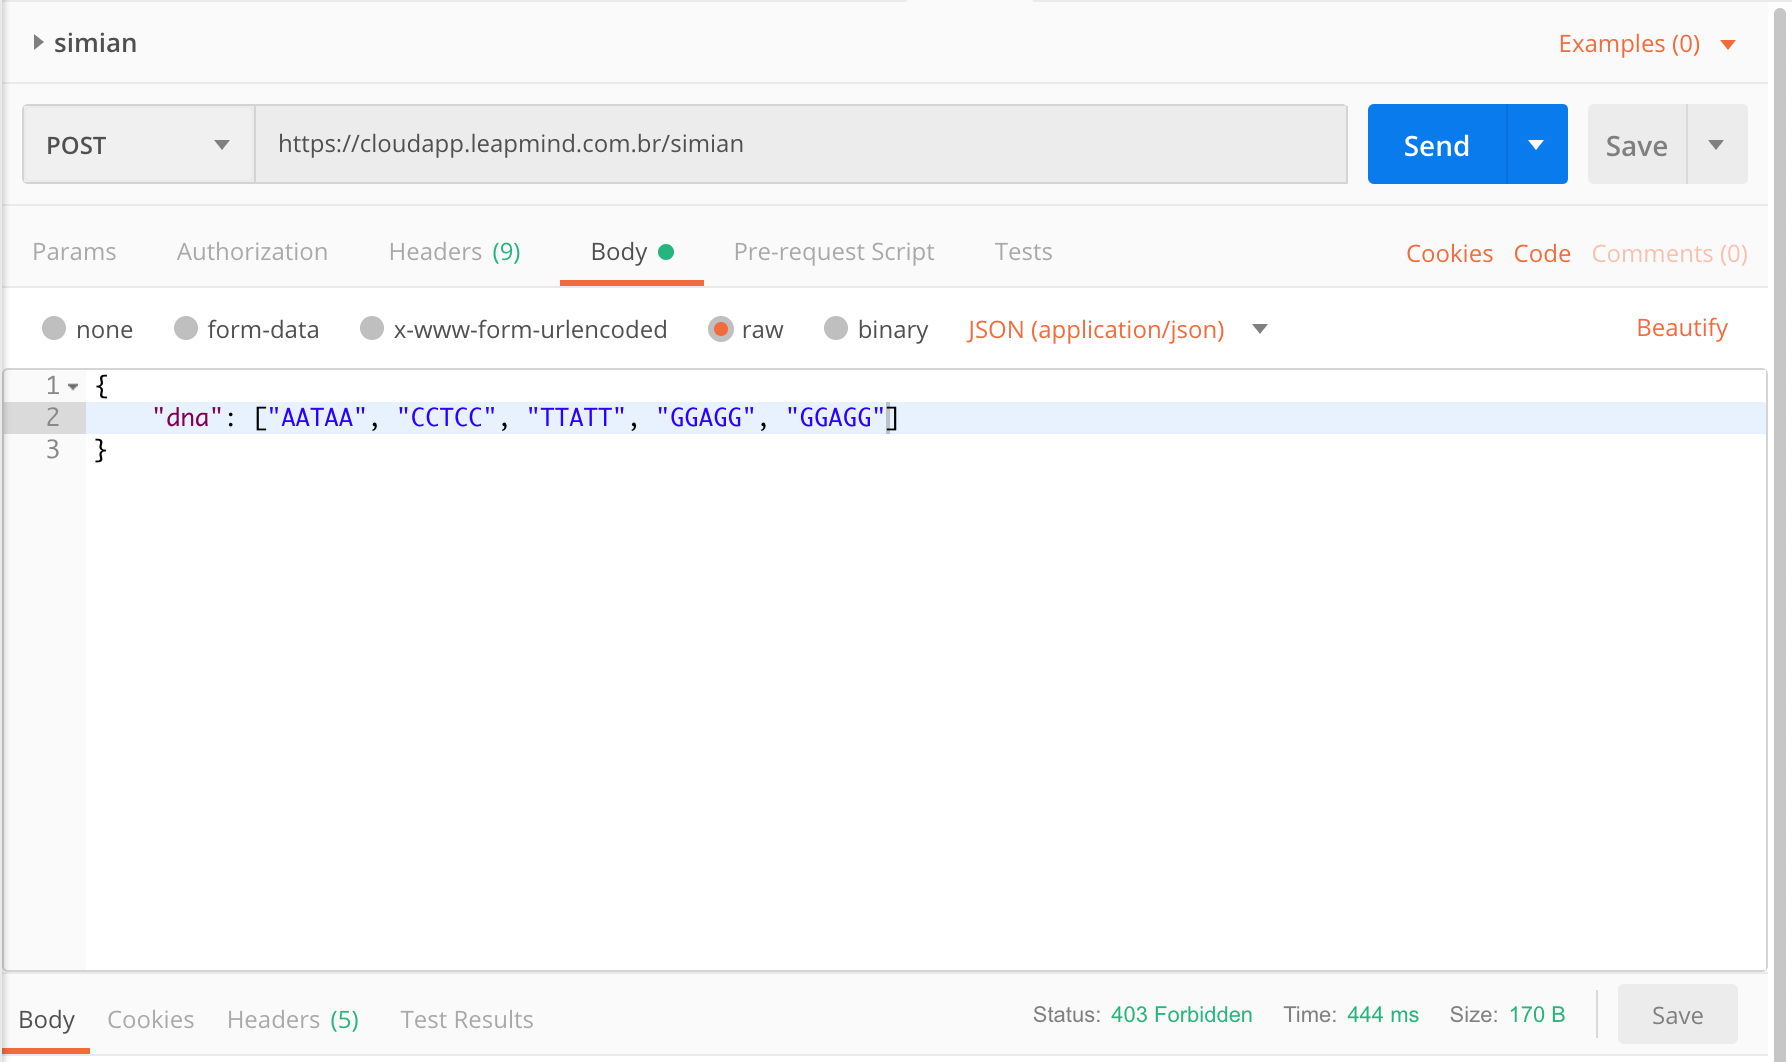 simian
Examples (0)
POST https://cloudapp.leapmind.com.br/simian Send Save
Params Authorization Headers (9) Body Pre-request Script Tests Cookies Code Comments (0)
none form-data x-www-form-urlencoded raw binary JSON (application/json) Beautify
1 {
2 "dna": ["AATAA", "CCTCC", "TTATT", "GGAGG", "GGAGG"]
3 }
Body Cookies Headers (5) Test Results Status: 403 Forbidden Time: 444 ms Size: 170 B Save